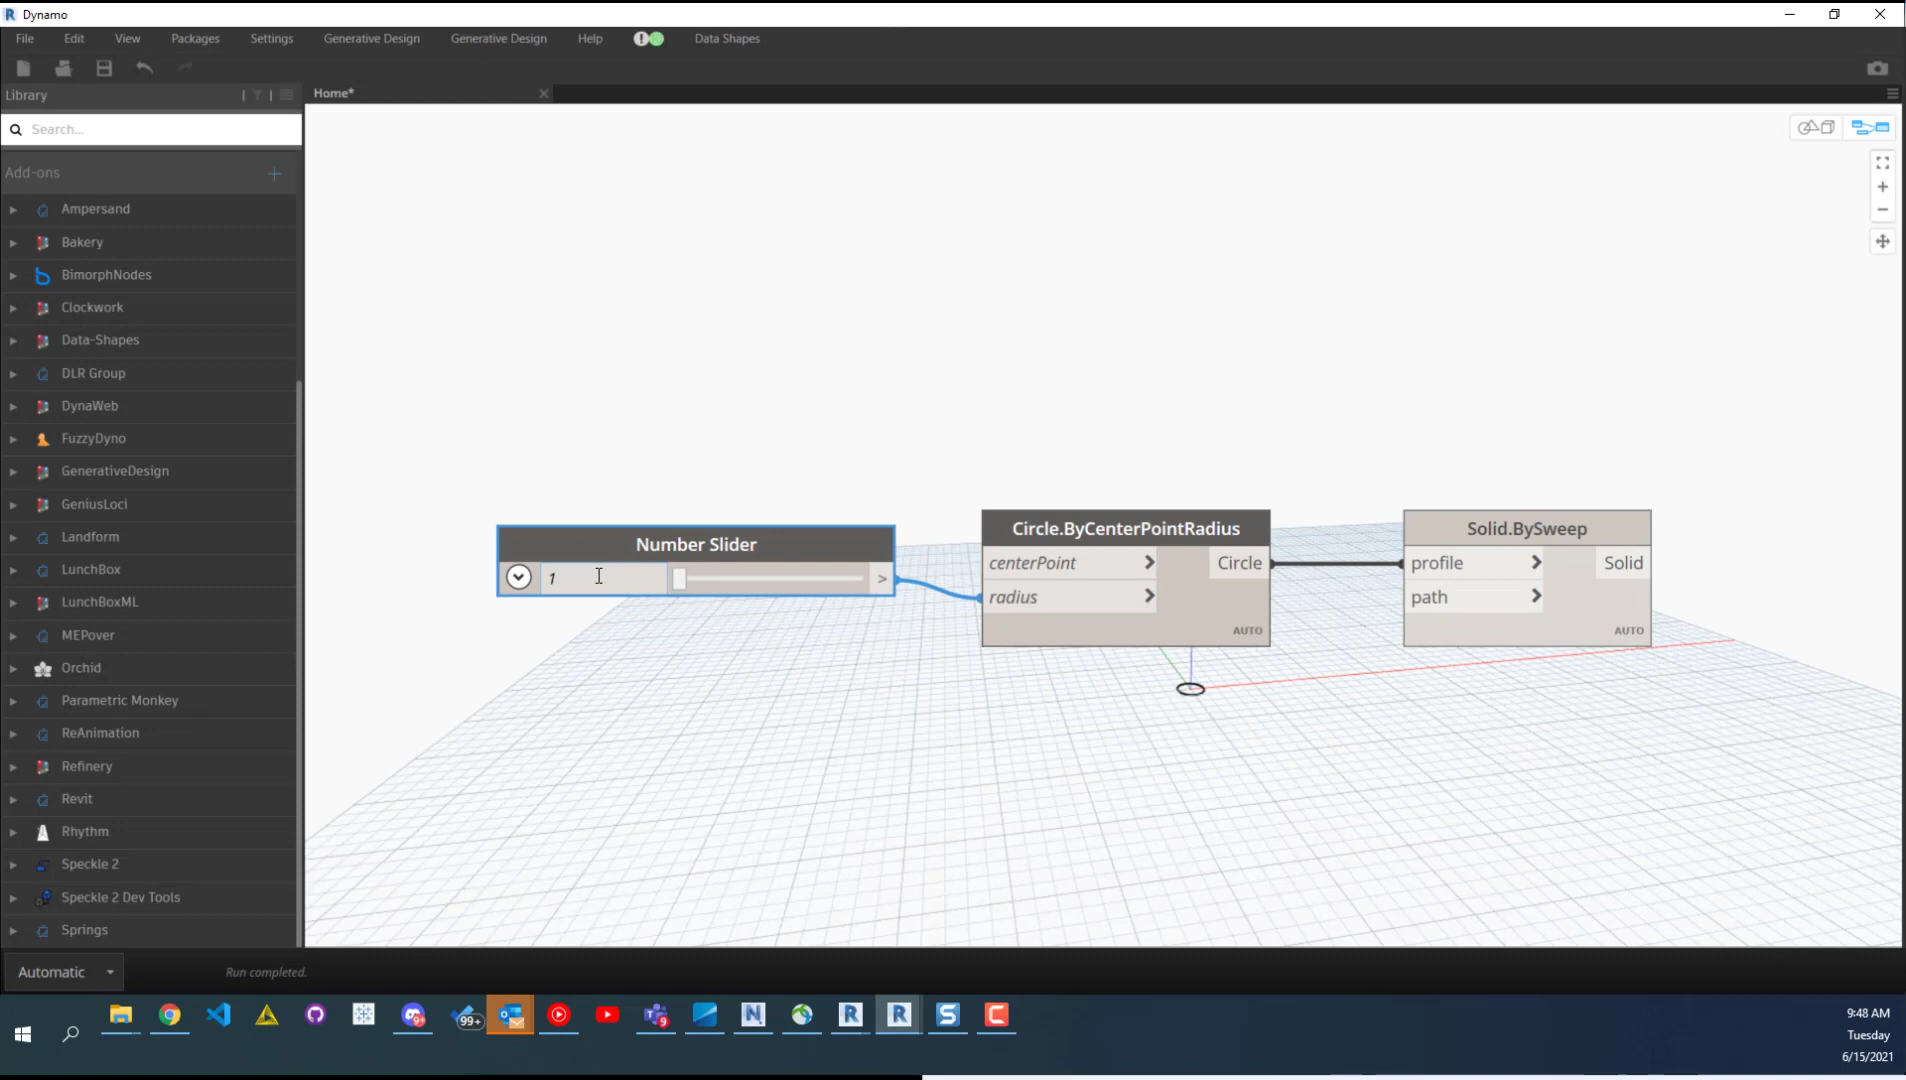 Dynamo
File Edit View Packages Settings Generative Design Generative Design Help Data Shapes
Library
Home*
Search...
Add-ons
Ampersand
Bakery
BimorphNodes
Clockwork
Data-Shapes
DLR Group
DynaWeb
FuzzyDyno
GenerativeDesign
GeniusLoci
Landform
LunchBox
LunchBoxML
MEPover
Orchid
Parametric Monkey
ReAnimation
Refinery
Revit
Rhythm
Speckle 2
Speckle 2 Dev Tools
Springs
Number Slider
1
>
Circle.ByCenterPointRadius
centerPoint
Circle
radius
AUTO
Solid.BySweep
profile
Solid
path
AUTO
Automatic
Run completed.
99+
9
9:48 AM
Tuesday
6/15/2021